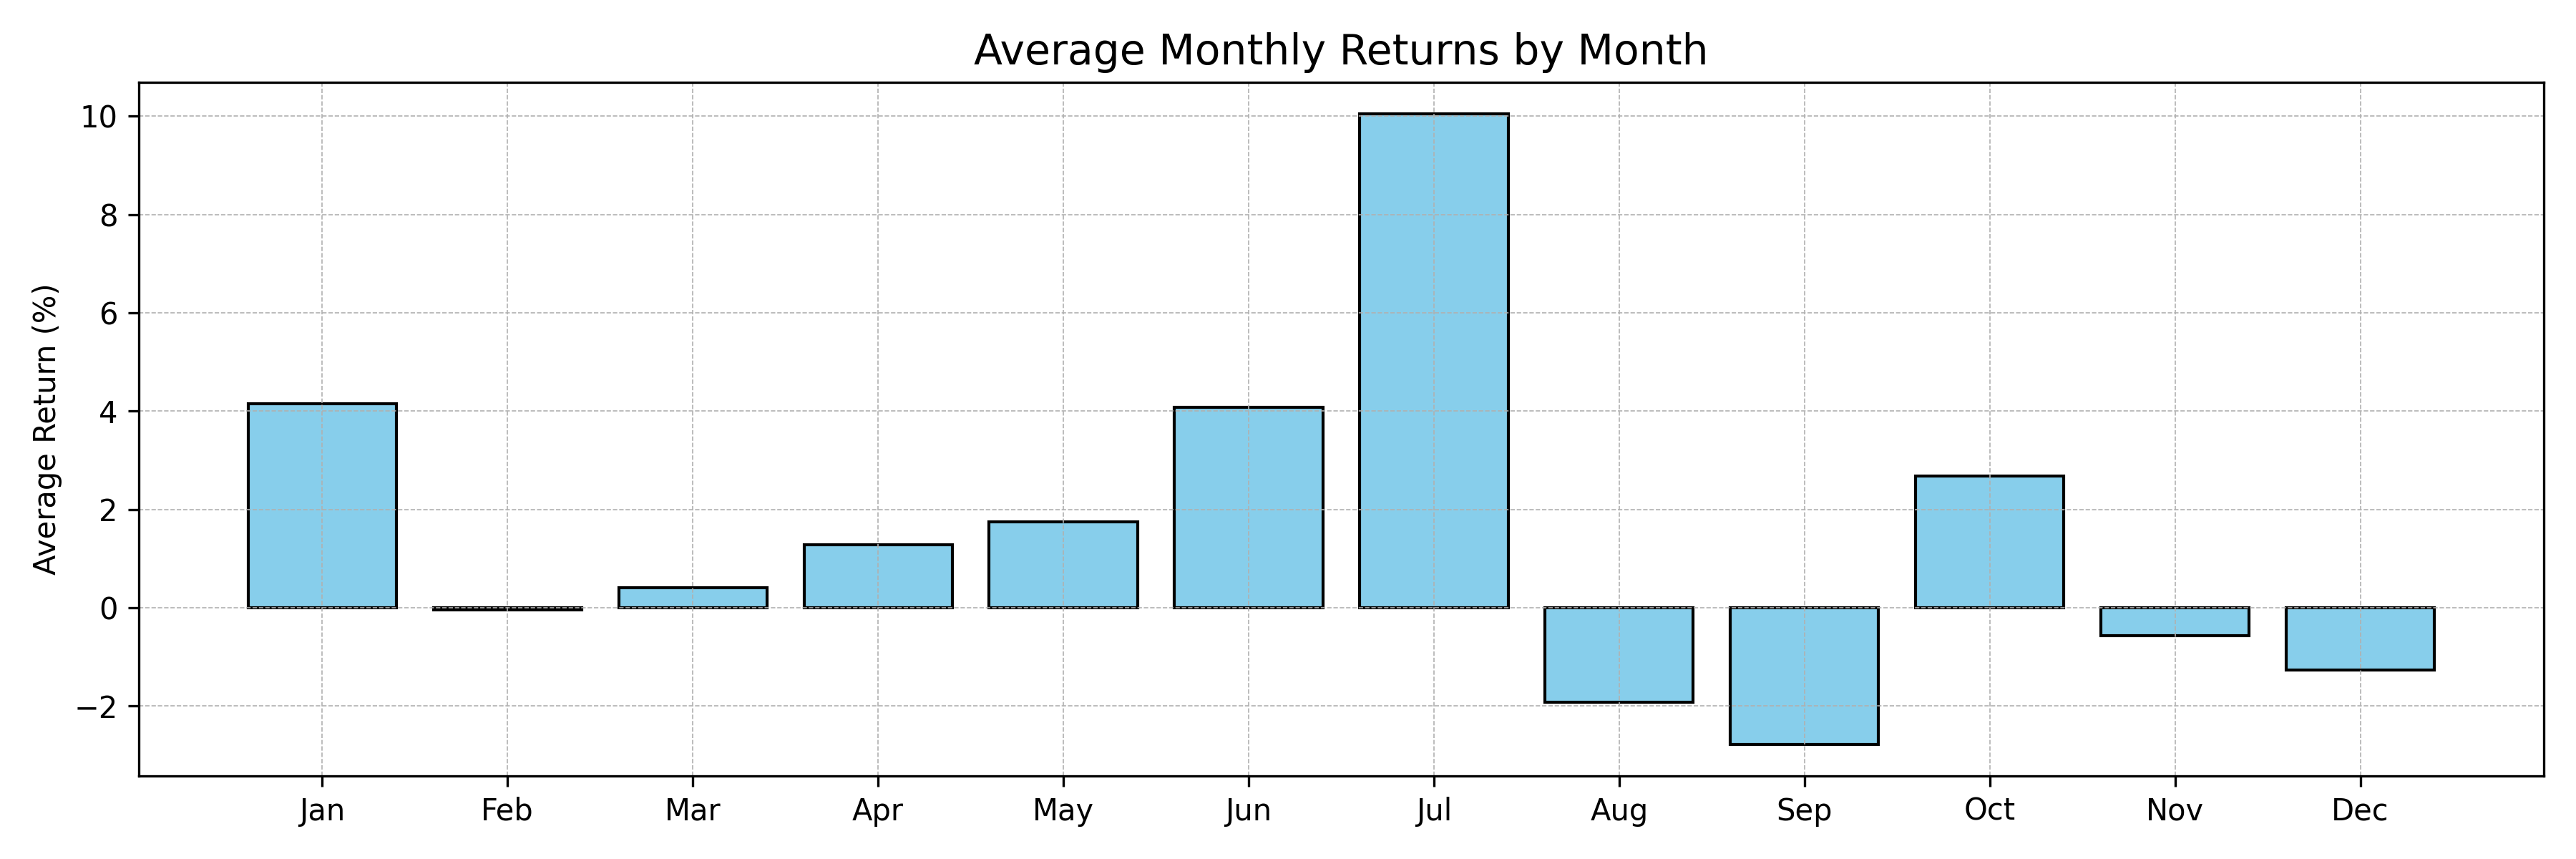 Average Monthly Returns by Month
Average Return (%)
10
8
6
4
2
0
−2
Jan Feb Mar Apr May Jun Jul Aug Sep Oct Nov Dec